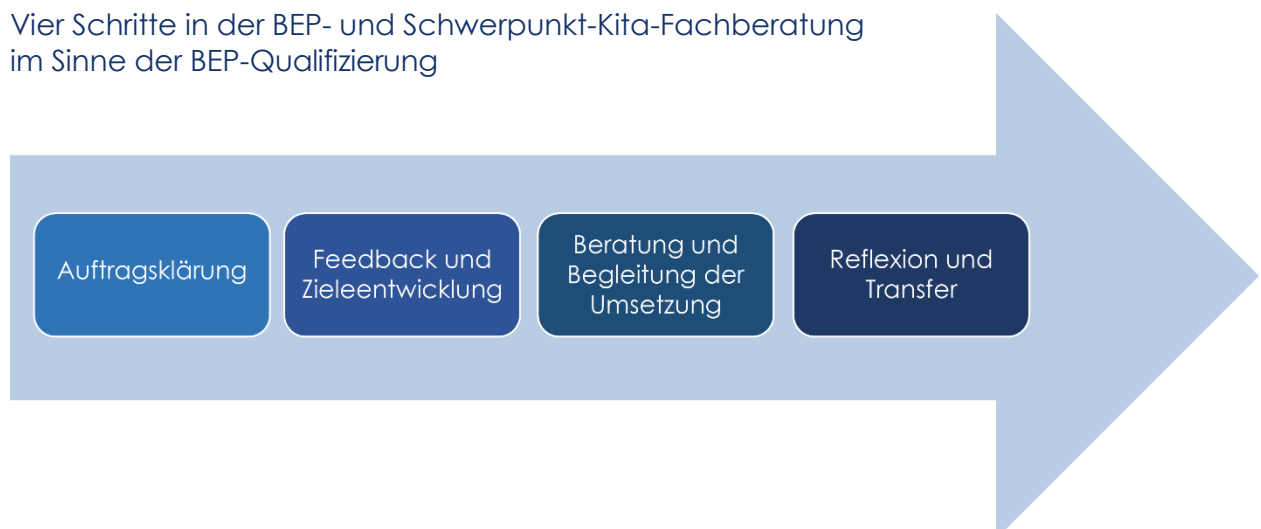 Vier Schritte in der BEP- und Schwerpunkt-Kita-Fachberatung
im Sinne der BEP-Qualifizierung
Auftragsklärung
Feedback und
Zieleentwicklung
Beratung und
Begleitung der
Umsetzung
Reflexion und
Transfer